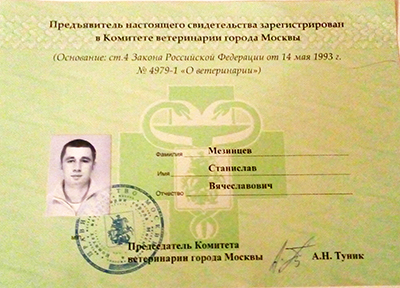 Предъявитель настоящего свидетельства зарегистрирован
в Комитете ветеринарии города Москвы
(Основание: ст.4 Закона Российской Федерации от 14 мая 1993 г.
№ 4979-1 «О ветеринарии»)
Фамилия Мезинцев
Имя Станислав
Отчество Вячеславович
М.П.
Председатель Комитета
ветеринарии города Москвы А.Н. Туник